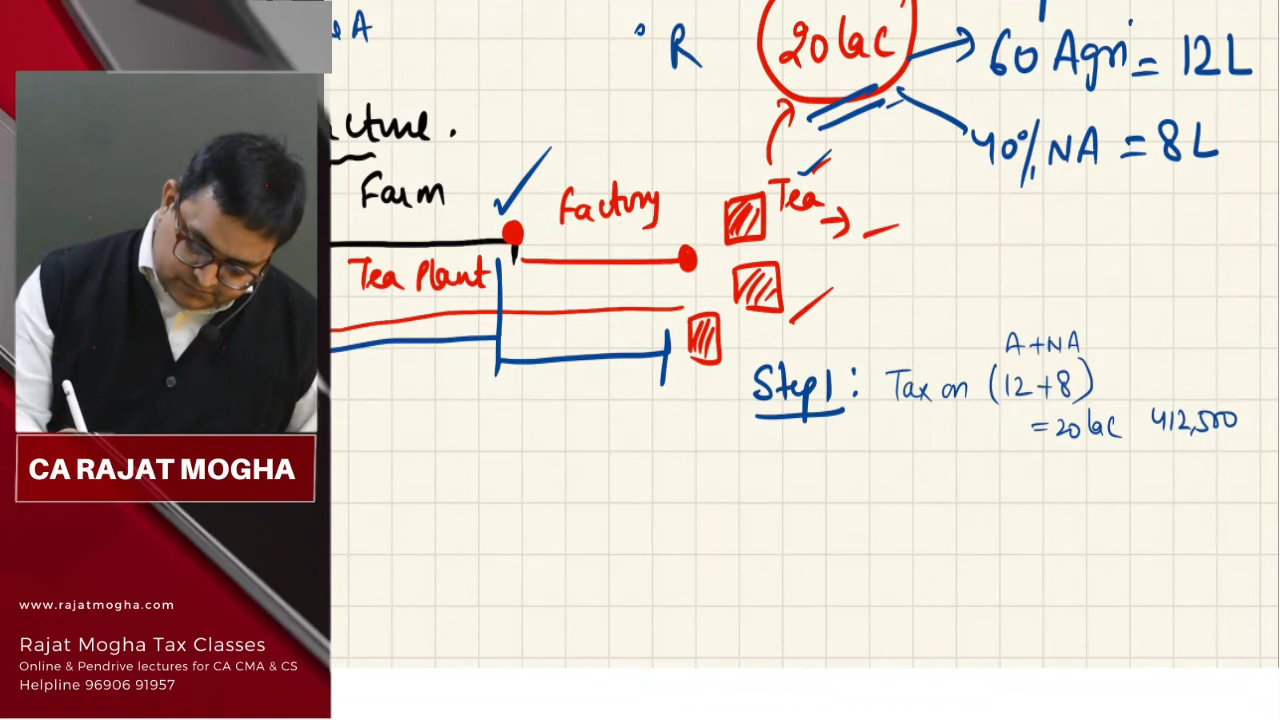 A
° R
20 lac
60 Agri = 12L
40% NA = 8L
cture.
Farm
Factory
Tea
Tea Plant
A + NA
Step 1 : Tax on (12+8)
= 20 lac 412,500
CA RAJAT MOGHA
www.rajatmogha.com
Rajat Mogha Tax Classes
Online & Pendrive lectures for CA CMA & CS
Helpline 96906 91957